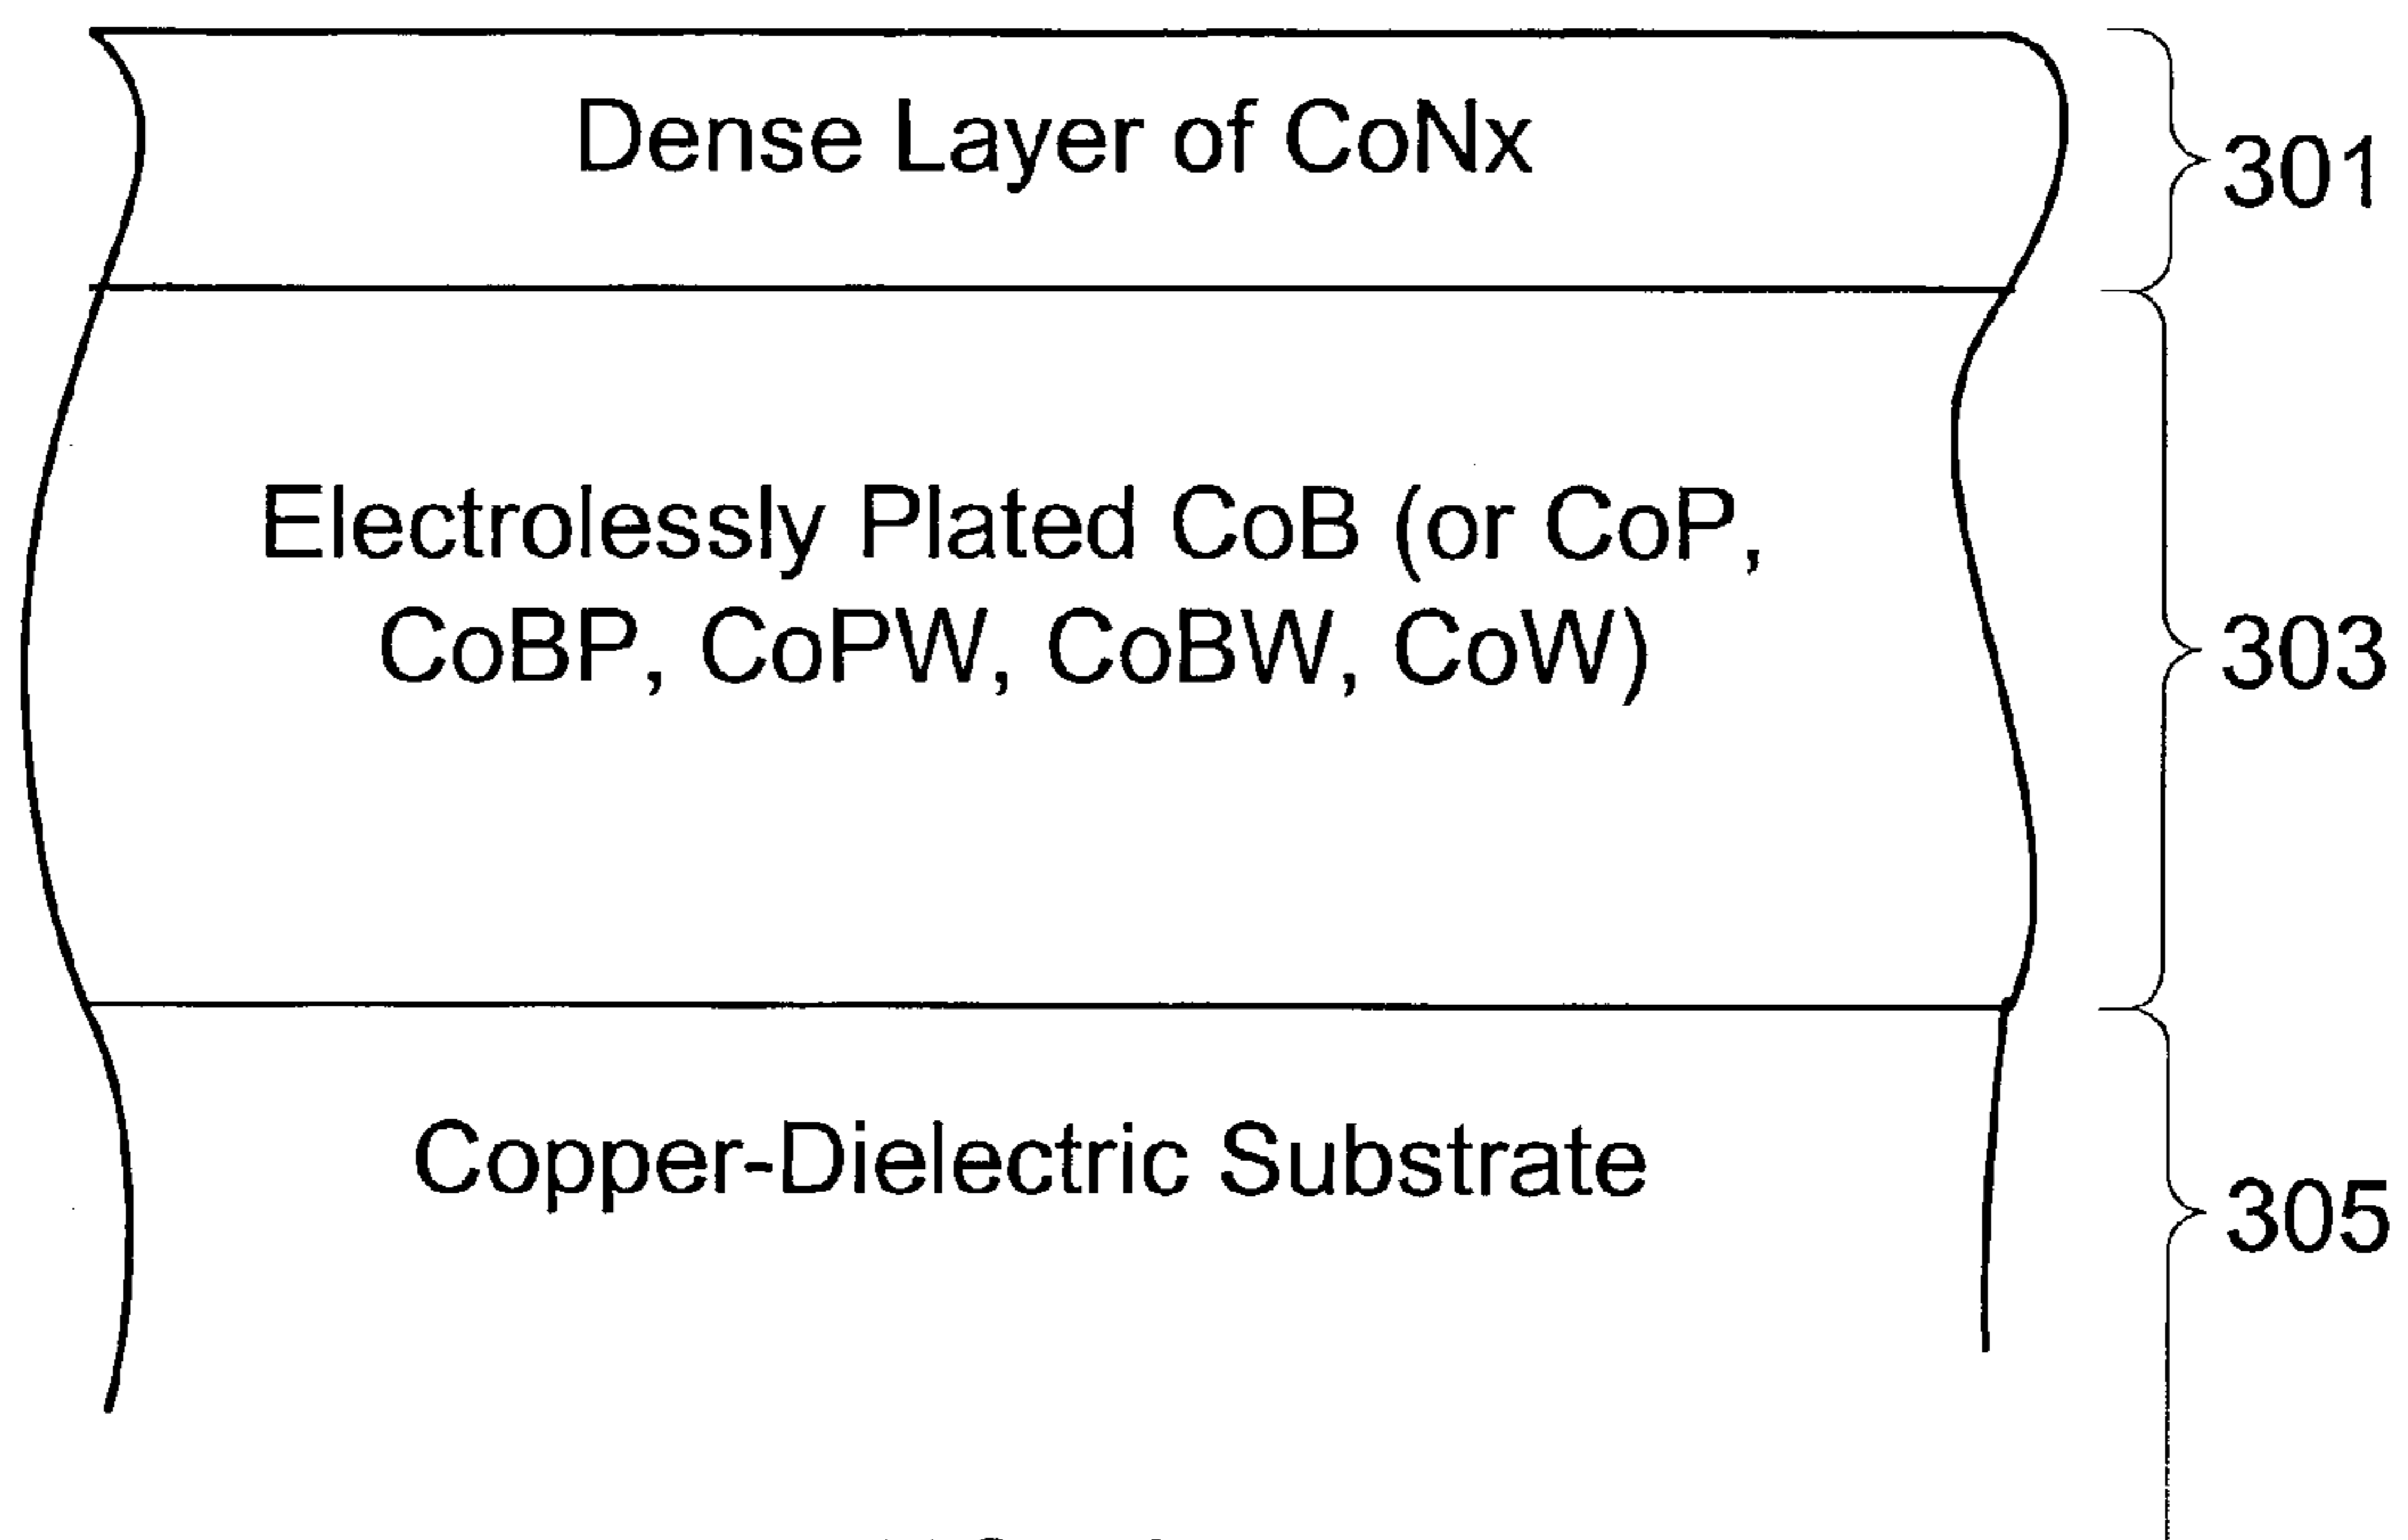 Dense Layer of CoNx
301
Electrolessly Plated CoB (or CoP,
CoBP, CoPW, CoBW, CoW)
303
Copper-Dielectric Substrate
305